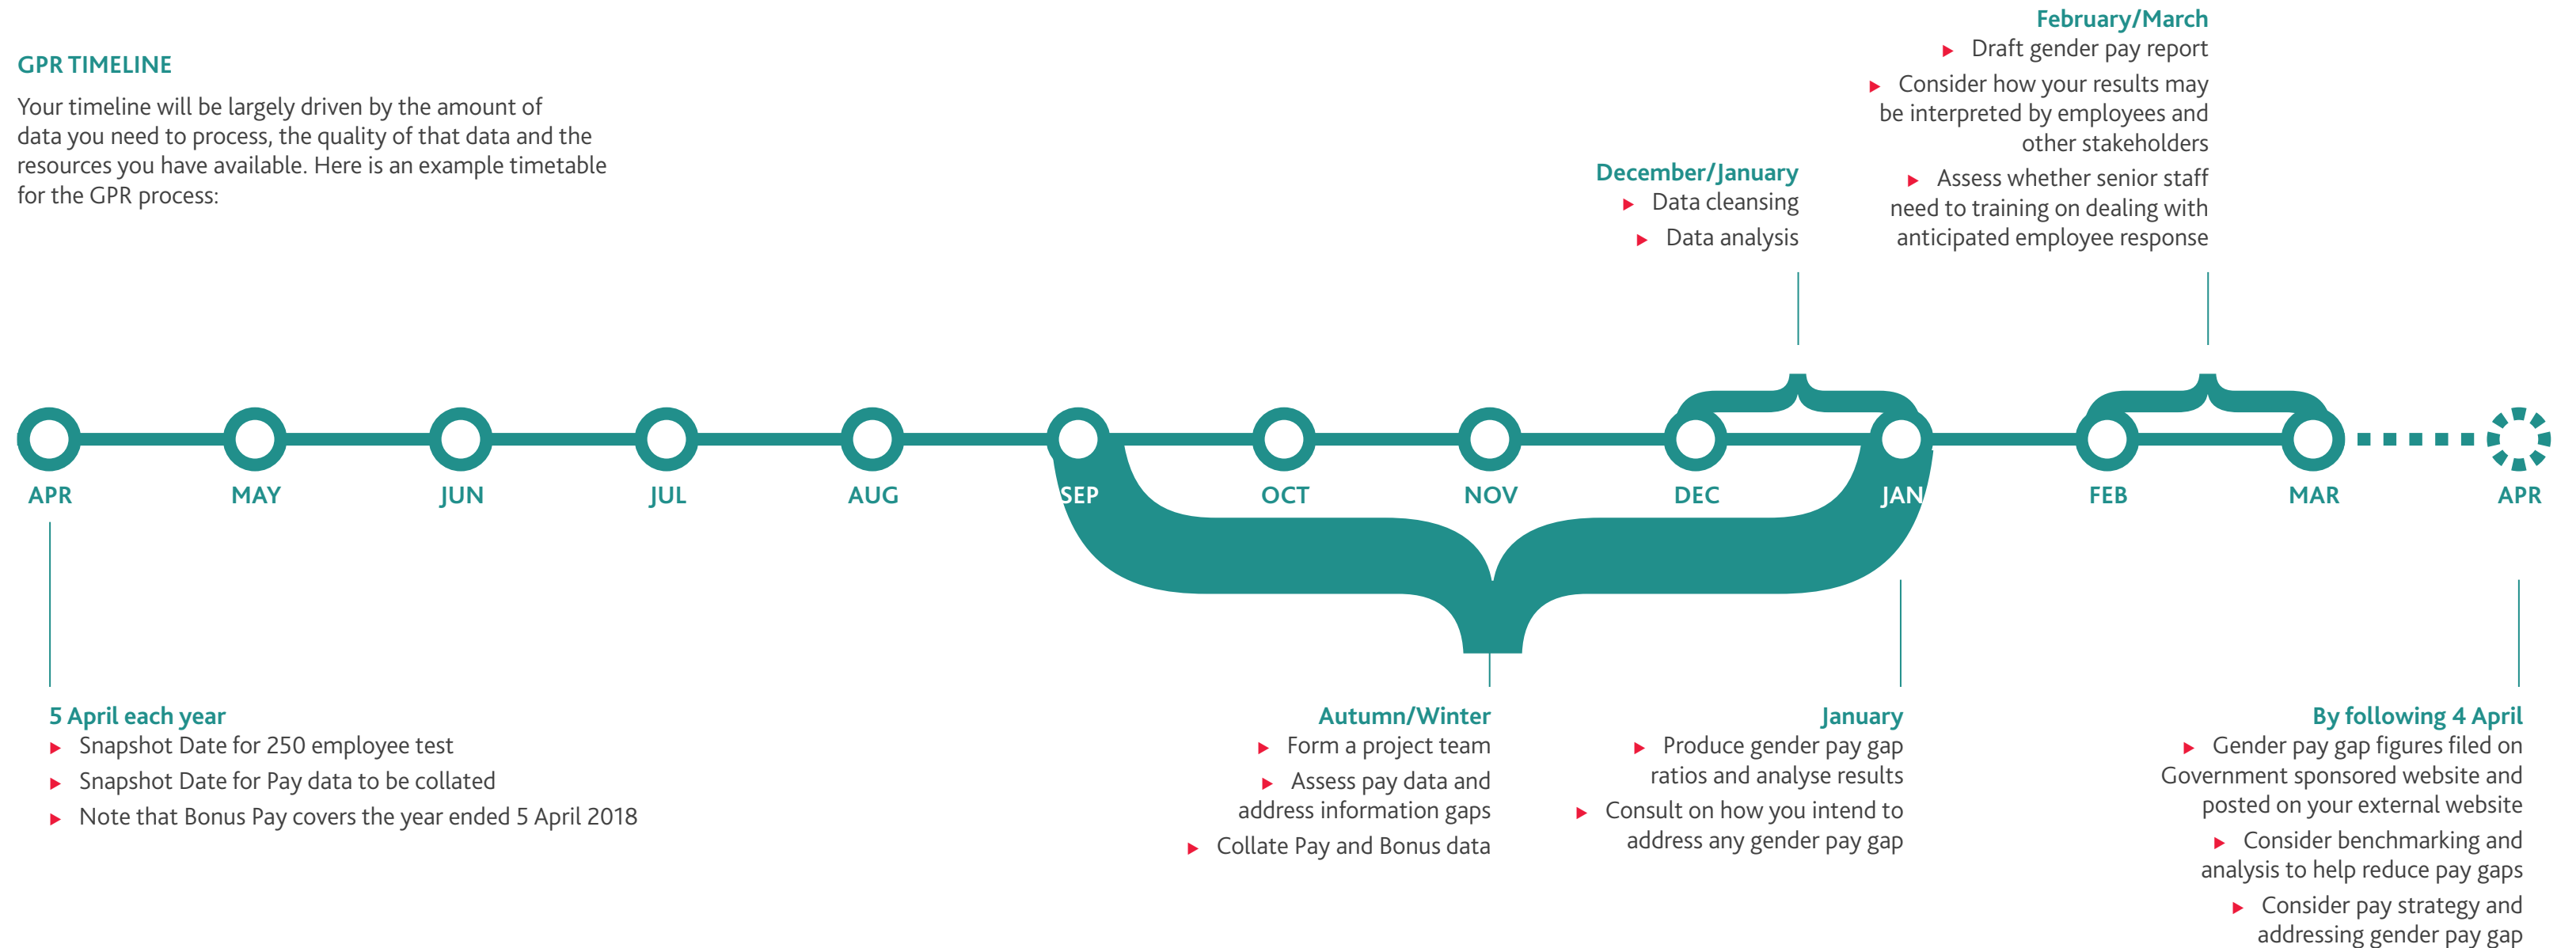 GPR TIMELINE
Your timeline will be largely driven by the amount of
data you need to process, the quality of that data and the
resources you have available. Here is an example timetable
for the GPR process:
December/January
Data cleansing
Data analysis
February/March
Draft gender pay report
Consider how your results may
be interpreted by employees and
other stakeholders
Assess whether senior staff
need to training on dealing with
anticipated employee response
APR
MAY
JUN
JUL
AUG
SEP
OCT
NOV
DEC
JAN
FEB
MAR
APR
5 April each year
Snapshot Date for 250 employee test
Snapshot Date for Pay data to be collated
Note that Bonus Pay covers the year ended 5 April 2018
Autumn/Winter
Form a project team
Assess pay data and
address information gaps
Collate Pay and Bonus data
January
Produce gender pay gap
ratios and analyse results
Consult on how you intend to
address any gender pay gap
By following 4 April
Gender pay gap figures filed on
Government sponsored website and
posted on your external website
Consider benchmarking and
analysis to help reduce pay gaps
Consider pay strategy and
addressing gender pay gap